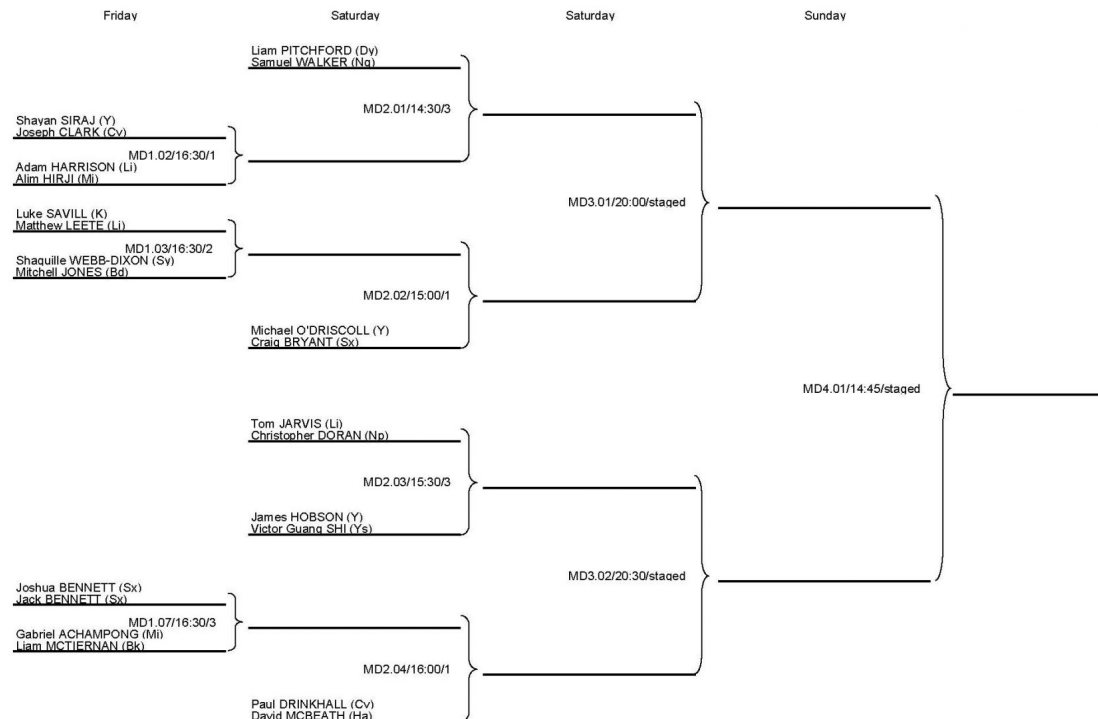 Friday
Saturday
Saturday
Sunday
Liam PITCHFORD (Dy)
Samuel WALKER (Ng)
MD2.01/14:30/3
Shayan SIRAJ (Y)
Joseph CLARK (Cv)
MD1.02/16:30/1
Adam HARRISON (Li)
Alim HIRJI (Mi)
MD3.01/20:00/staged
Luke SAVILL (K)
Matthew LEETE (Li)
MD1.03/16:30/2
Shaquille WEBB-DIXON (Sy)
Mitchell JONES (Bd)
MD2.02/15:00/1
Michael O'DRISCOLL (Y)
Craig BRYANT (Sx)
MD4.01/14:45/staged
Tom JARVIS (Li)
Christopher DORAN (Np)
MD2.03/15:30/3
James HOBSON (Y)
Victor Guang SHI (Ys)
MD3.02/20:30/staged
Joshua BENNETT (Sx)
Jack BENNETT (Sx)
MD1.07/16:30/3
Gabriel ACHAMPONG (Mi)
Liam MCTIERNAN (Bk)
MD2.04/16:00/1
Paul DRINKHALL (Cv)
David MCBEATH (Ha)